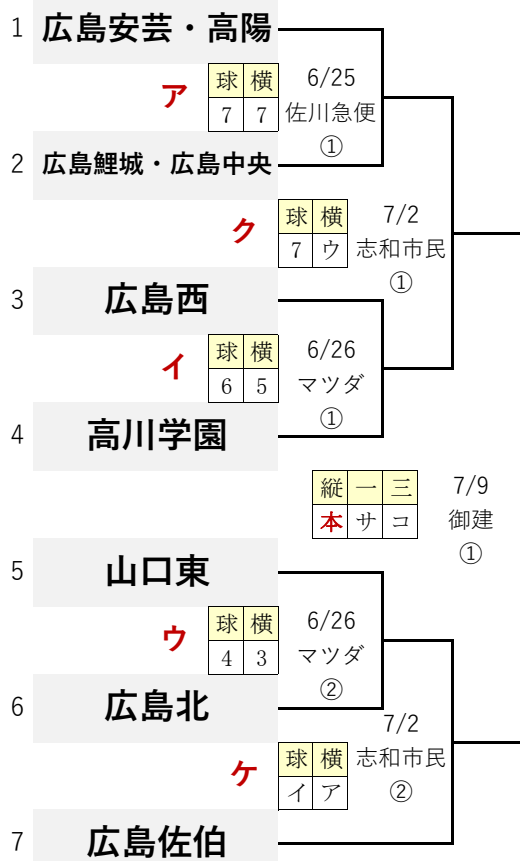 1 広島安芸・高陽
ア 球 横 6/25
7 7 佐川急便
①
2 広島鯉城・広島中央
ク 球 横 7/2
7 ウ 志和市民
①
3 広島西
イ 球 横 6/26
6 5 マツダ
①
4 高川学園
縦 一 三 7/9
本 サ コ 御建
①
5 山口東
ウ 球 横 6/26
4 3 マツダ
②
6 広島北
7/2
ケ 球 横 志和市民
イ ア ②
7 広島佐伯